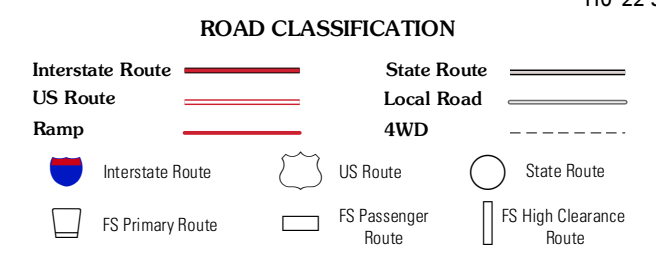 ROAD CLASSIFICATION
Interstate Route
State Route
US Route
Local Road
Ramp
4WD
Interstate Route
US Route
State Route
FS Primary Route
FS Passenger
Route
FS High Clearance
Route